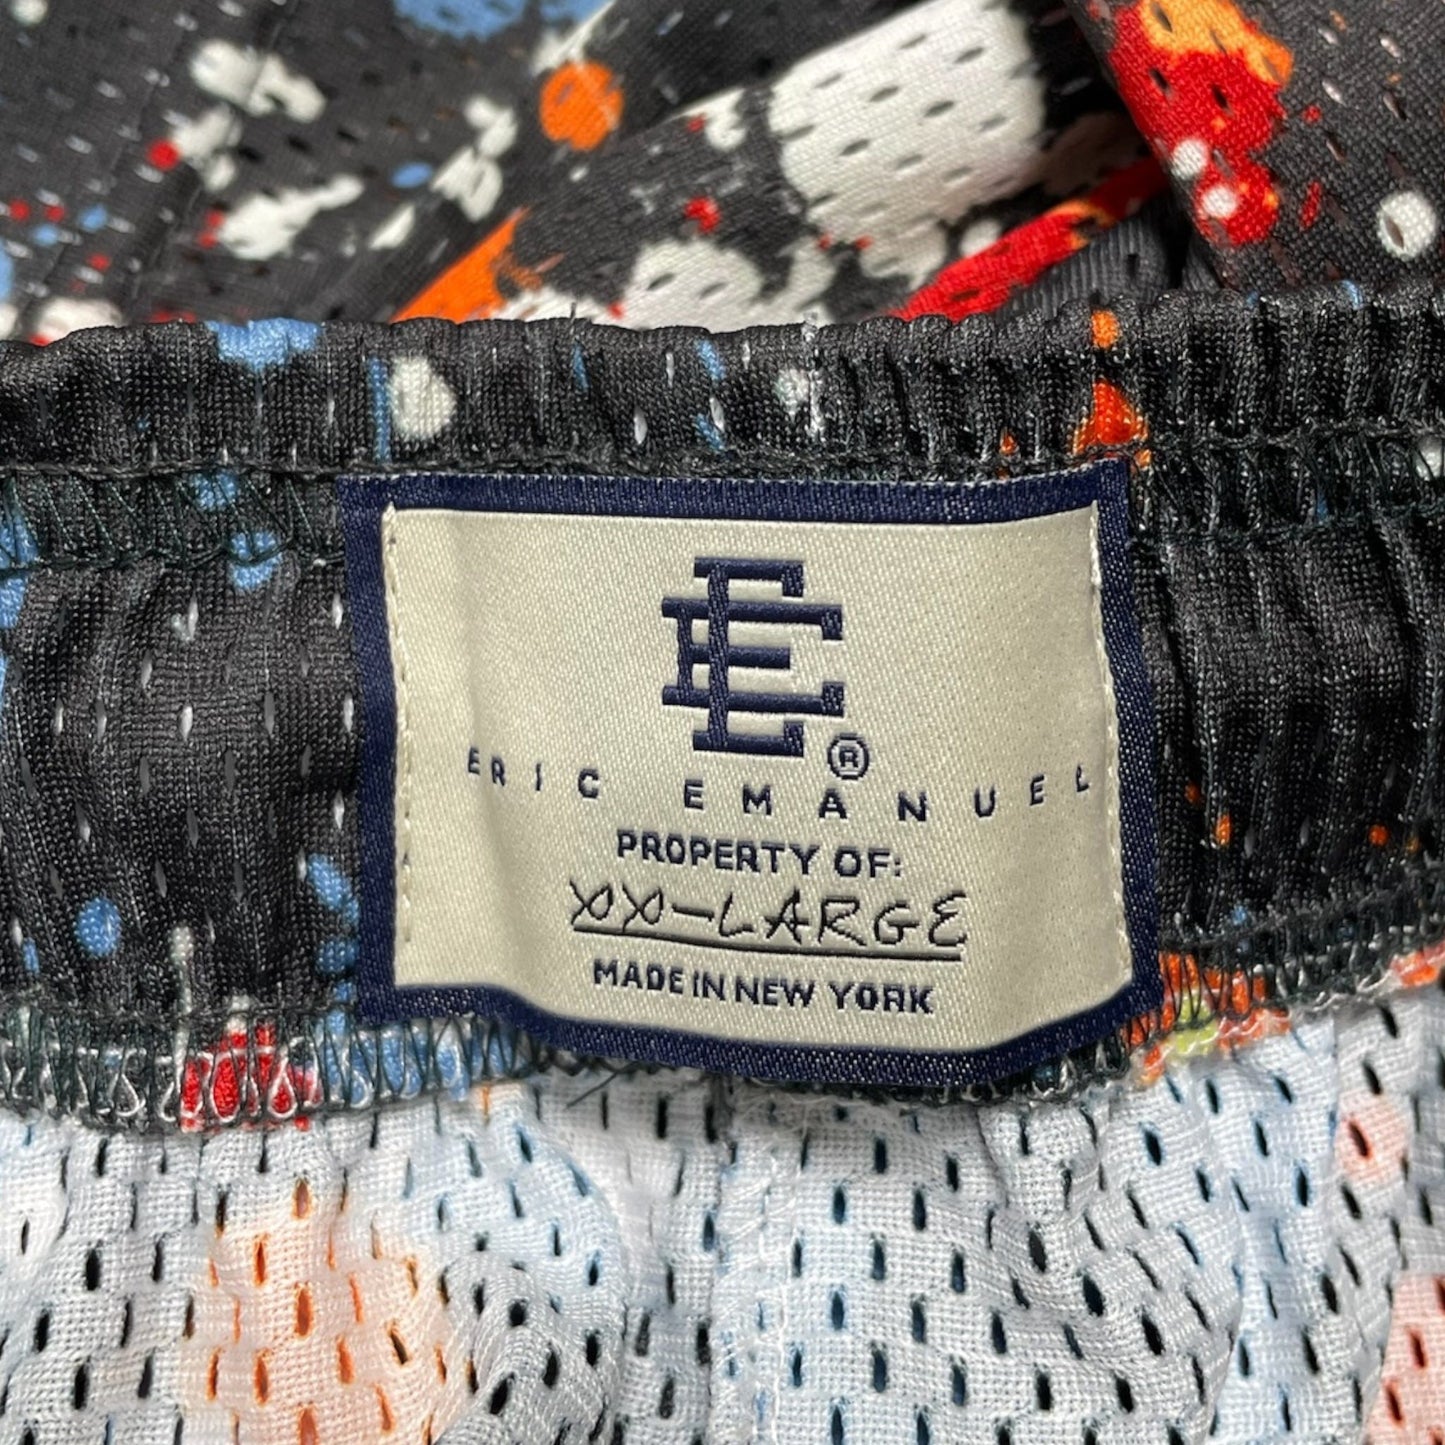 EE®
ERIC EMANUEL
PROPERTY OF:
XX-LARGE
MADE IN NEW YORK